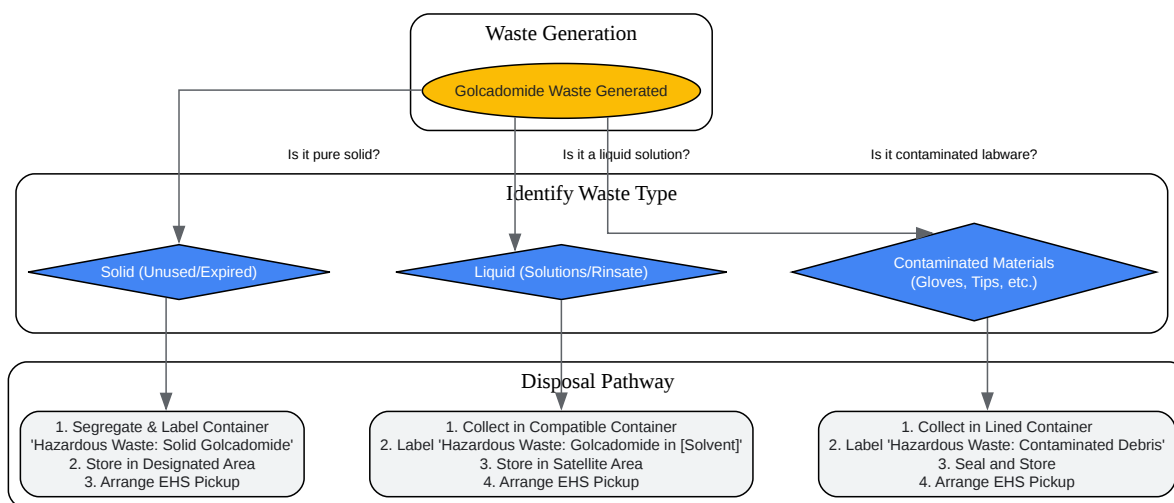 Waste Generation
Golcadomide Waste Generated
Is it pure solid?
Is it a liquid solution?
Is it contaminated labware?
Identify Waste Type
Solid (Unused/Expired)
Liquid (Solutions/Rinsate)
Contaminated Materials
(Gloves, Tips, etc.)
Disposal Pathway
1. Segregate & Label Container
'Hazardous Waste: Solid Golcadomide'
2. Store in Designated Area
3. Arrange EHS Pickup
1. Collect in Compatible Container
2. Label 'Hazardous Waste: Golcadomide in [Solvent]'
3. Store in Satellite Area
4. Arrange EHS Pickup
1. Collect in Lined Container
2. Label 'Hazardous Waste: Contaminated Debris'
3. Seal and Store
4. Arrange EHS Pickup